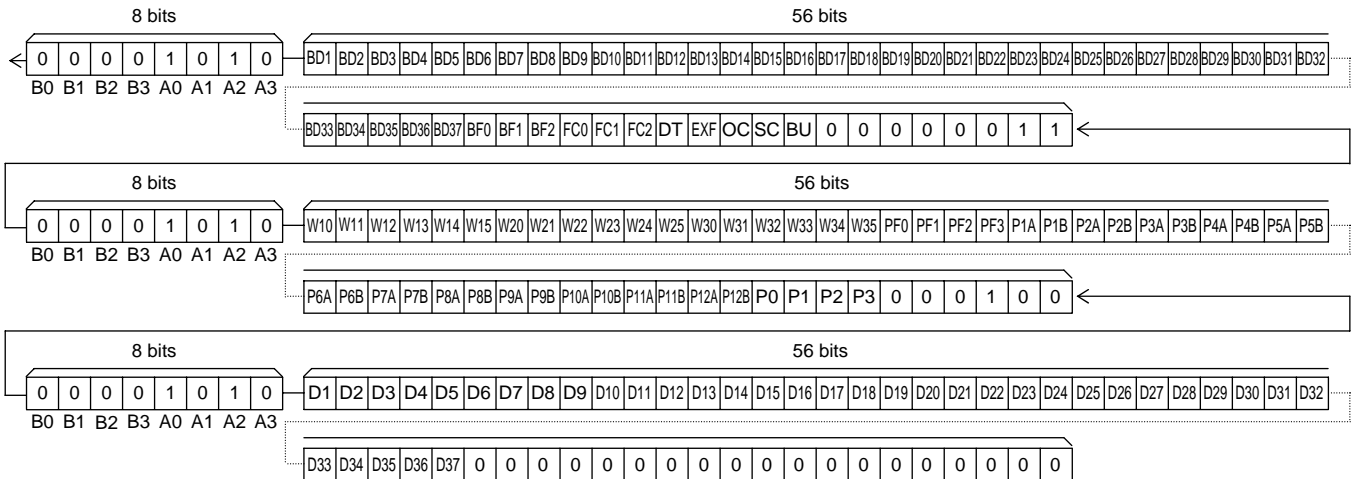 8 bits 56 bits
0 0 0 0 1 0 1 0 BD1 BD2 BD3 BD4 BD5 BD6 BD7 BD8 BD9 BD10 BD11 BD12 BD13 BD14 BD15 BD16 BD17 BD18 BD19 BD20 BD21 BD22 BD23 BD24 BD25 BD26 BD27 BD28 BD29 BD30 BD31 BD32
B0 B1 B2 B3 A0 A1 A2 A3
BD33 BD34 BD35 BD36 BD37 BF0 BF1 BF2 FC0 FC1 FC2 DT EXF OC SC BU 0 0 0 0 0 0 1 1
8 bits 56 bits
0 0 0 0 1 0 1 0 W10 W11 W12 W13 W14 W15 W20 W21 W22 W23 W24 W25 W30 W31 W32 W33 W34 W35 PF0 PF1 PF2 PF3 P1A P1B P2A P2B P3A P3B P4A P4B P5A P5B
B0 B1 B2 B3 A0 A1 A2 A3
P6A P6B P7A P7B P8A P8B P9A P9B P10A P10B P11A P11B P12A P12B P0 P1 P2 P3 0 0 0 1 0 0
8 bits 56 bits
0 0 0 0 1 0 1 0 D1 D2 D3 D4 D5 D6 D7 D8 D9 D10 D11 D12 D13 D14 D15 D16 D17 D18 D19 D20 D21 D22 D23 D24 D25 D26 D27 D28 D29 D30 D31 D32
B0 B1 B2 B3 A0 A1 A2 A3
D33 D34 D35 D36 D37 0 0 0 0 0 0 0 0 0 0 0 0 0 0 0 0 0 0 0